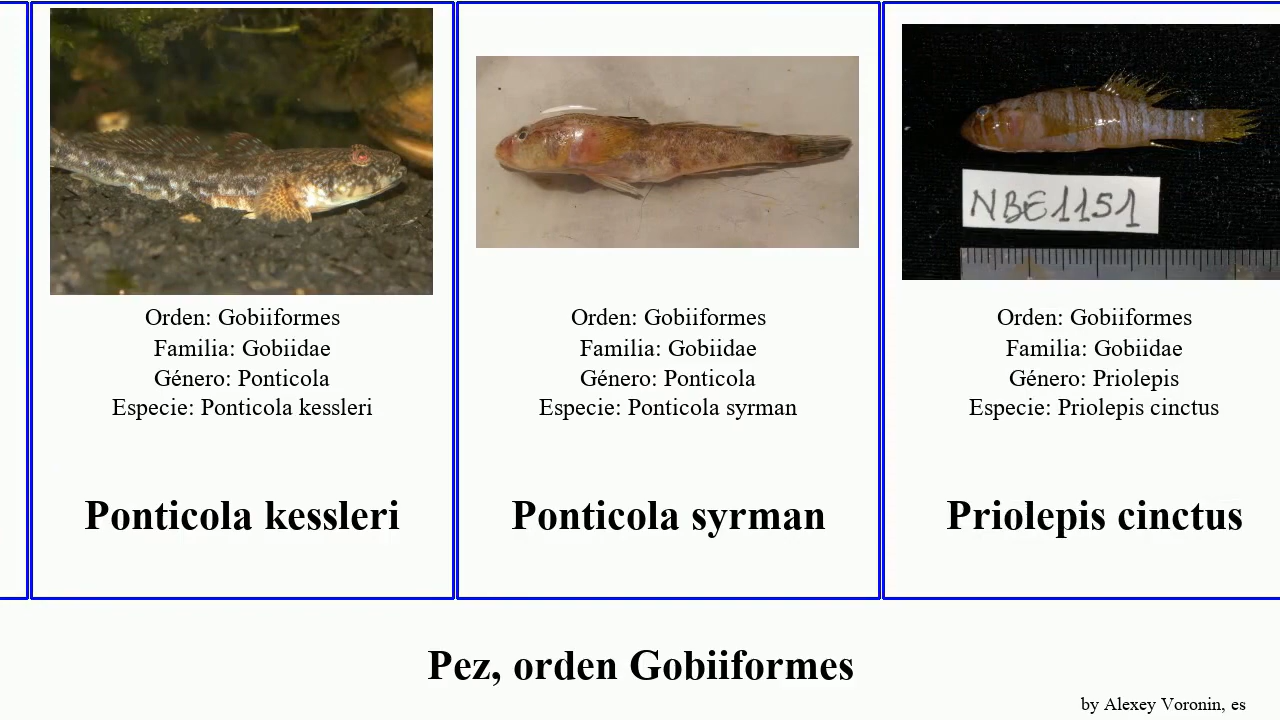 NBE1151
Orden: Gobiiformes
Familia: Gobiidae
Género: Ponticola
Especie: Ponticola kessleri
Ponticola kessleri
Orden: Gobiiformes
Familia: Gobiidae
Género: Ponticola
Especie: Ponticola syrman
Ponticola syrman
Orden: Gobiiformes
Familia: Gobiidae
Género: Priolepis
Especie: Priolepis cinctus
Priolepis cinctus
Pez, orden Gobiiformes
by Alexey Voronin, es